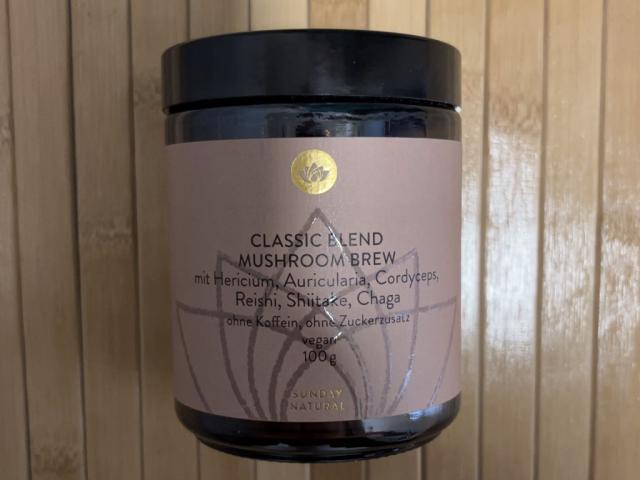 CLASSIC BLEND
MUSHROOM BREW
mit Hericium, Auricularia, Cordyceps,
Reishi, Shiitake, Chaga
ohne Koffein, ohne Zuckerzusatz
vegan
100 g
SUNDAY
NATURAL